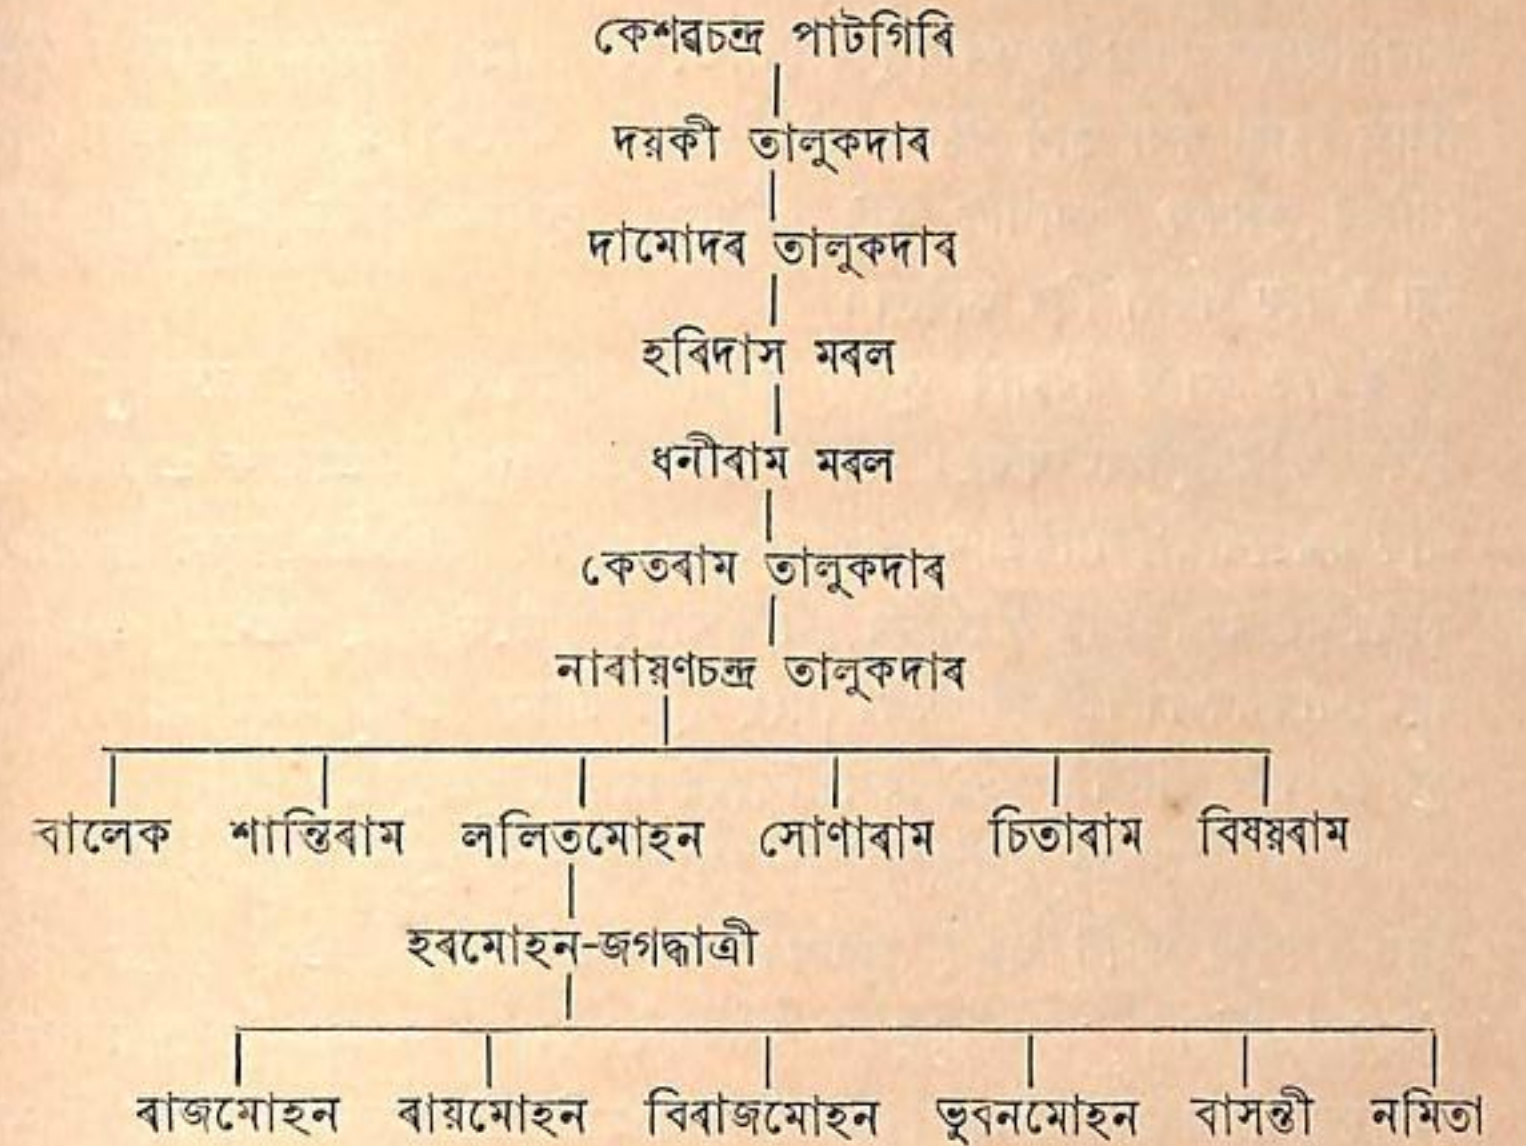 কেশৱচন্দ্ৰ পাটগিৰি
দয়কী তালুকদাৰ
দামোদৰ তালুকদাৰ
হৰিদাস মৰল
ধনীৰাম মৰল
কেতৰাম তালুকদাৰ
নাৰায়ণচন্দ্ৰ তালুকদাৰ
বালেক শান্তিৰাম ললিতমোহন সোণাৰাম চিতাৰাম বিষয়ৰাম
হৰমোহন-জগদ্ধাত্ৰী
ৰাজমোহন ৰায়মোহন বিৰাজমোহন ভুবনমোহন বাসন্তী নমিতা